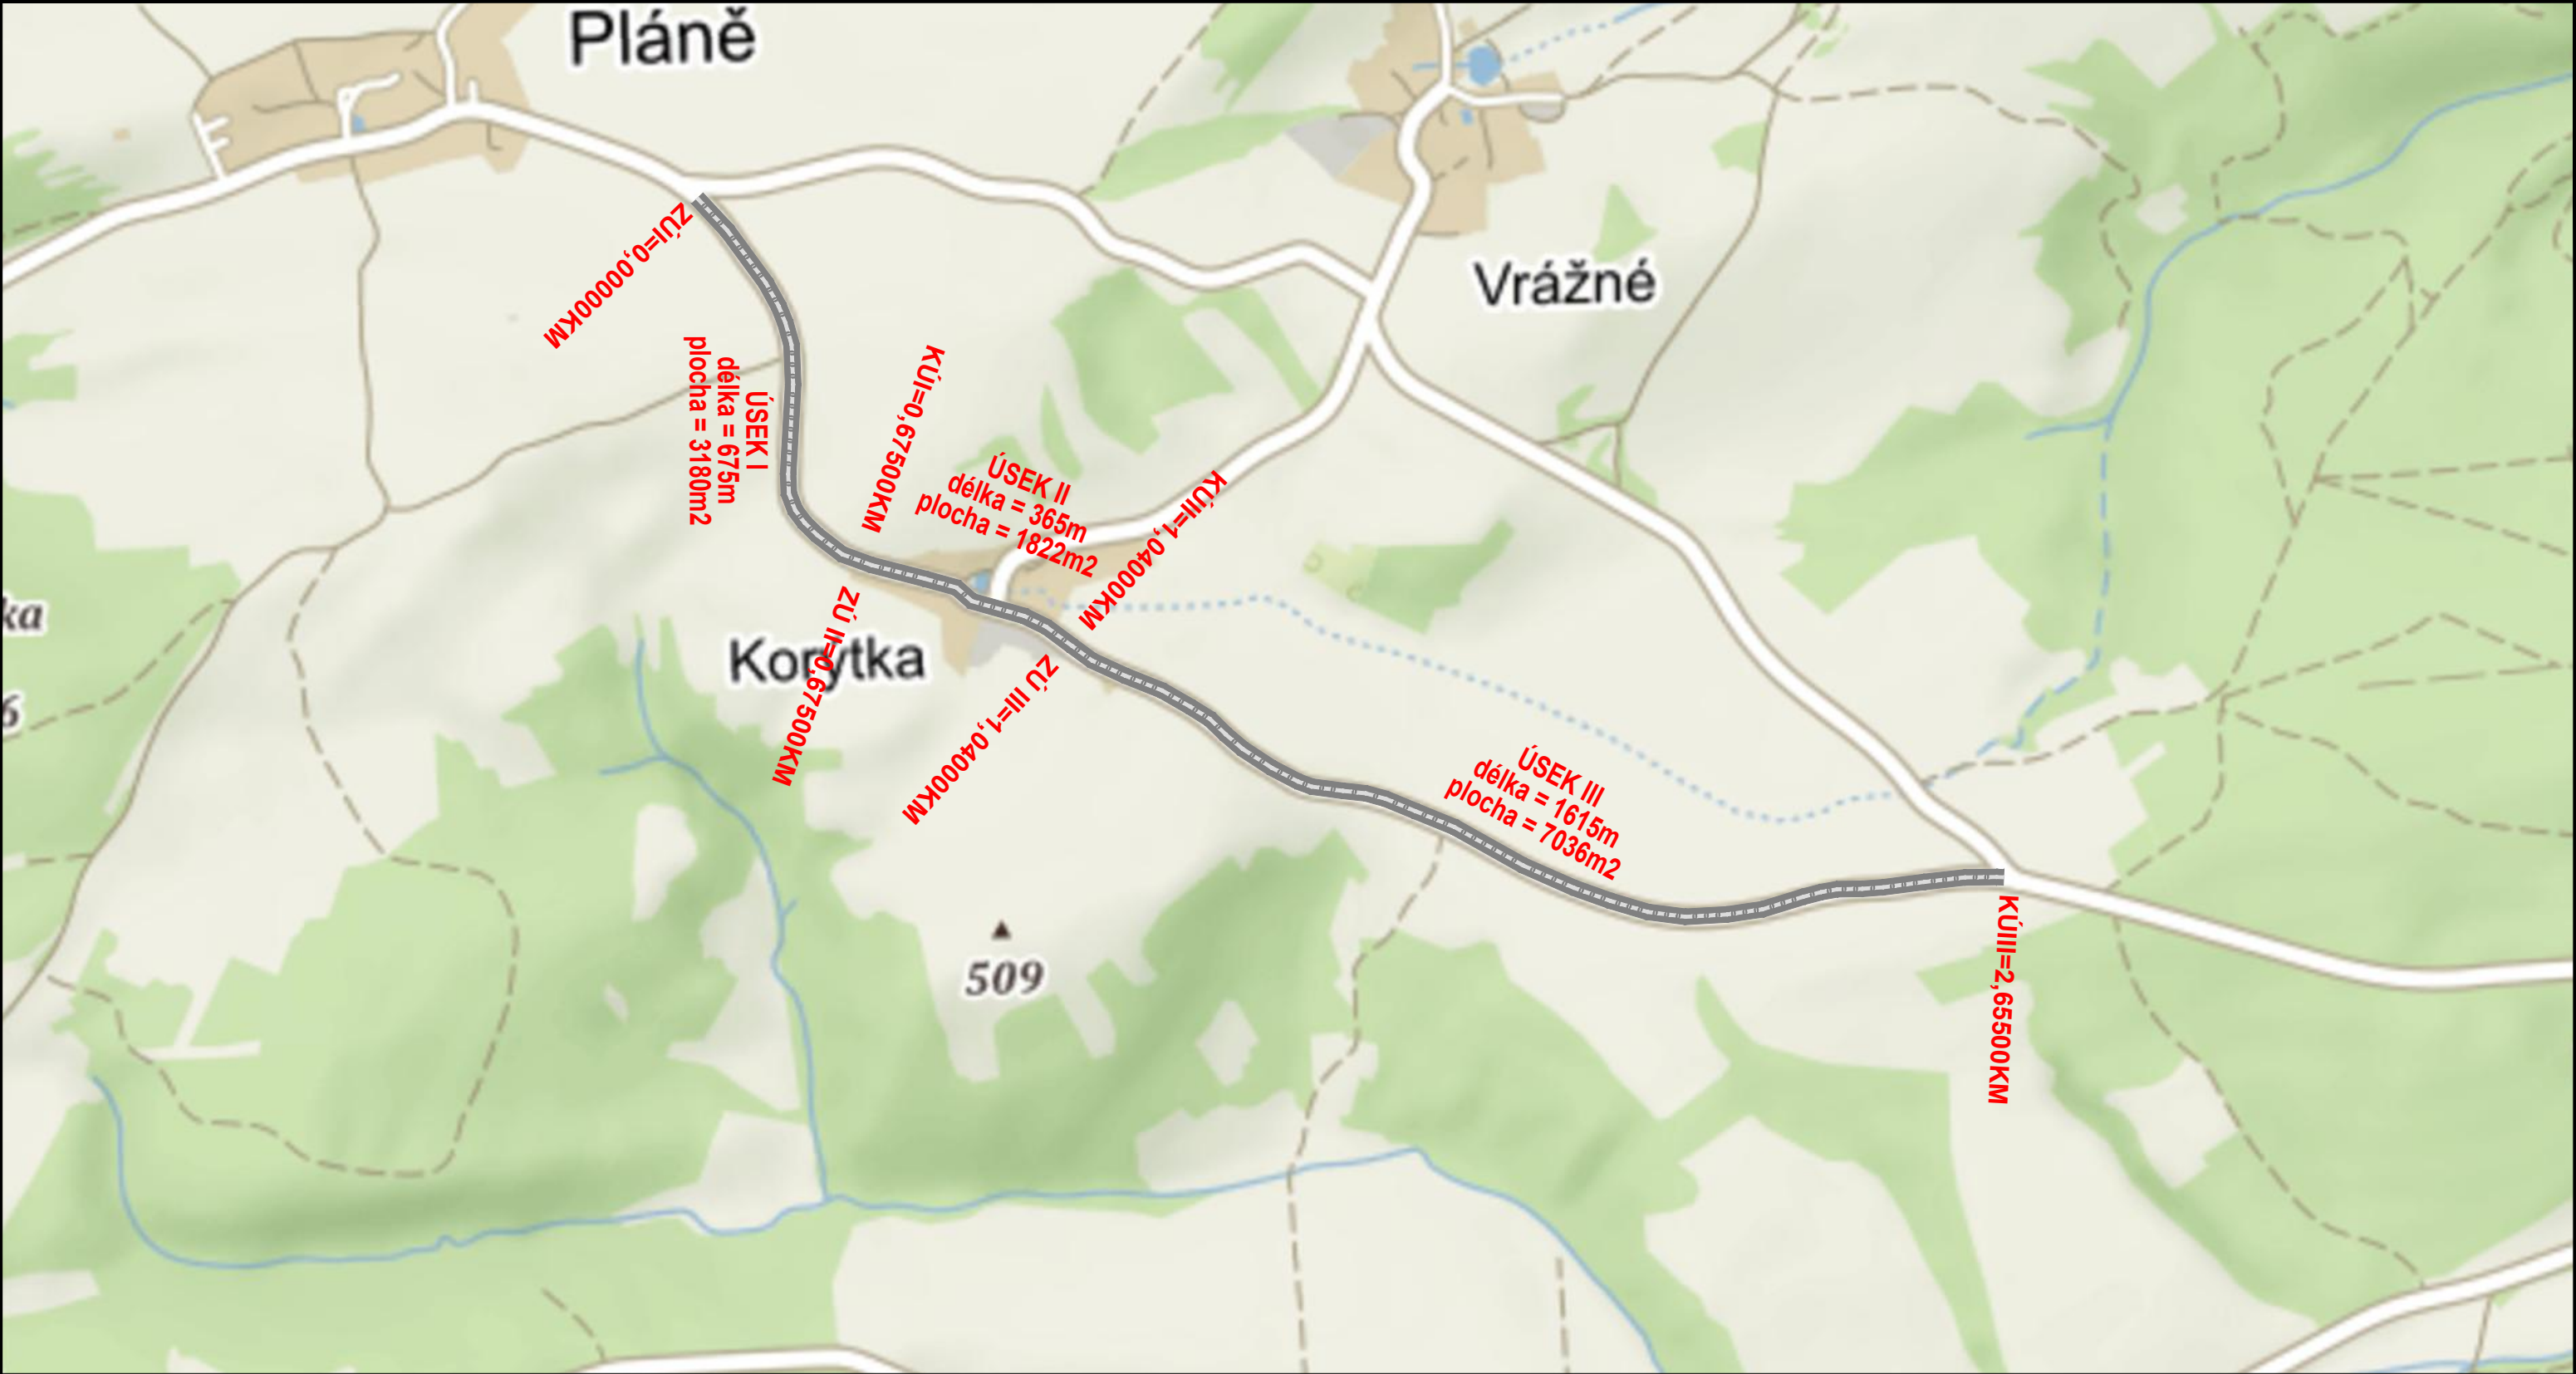 Pláně
Vrážné
ZÚI=0,00000KM
ÚSEK I
délka = 675m
plocha = 3180m2
KÚI=0,67500KM
ÚSEK II
délka = 365m
plocha = 1822m2
KÚII=1,04000KM
ZÚ II=0,67500KM
Korytka
ZÚ III=1,04000KM
ka
6
ÚSEK III
délka = 1615m
plocha = 7036m2
KÚIII=2,65500KM
509